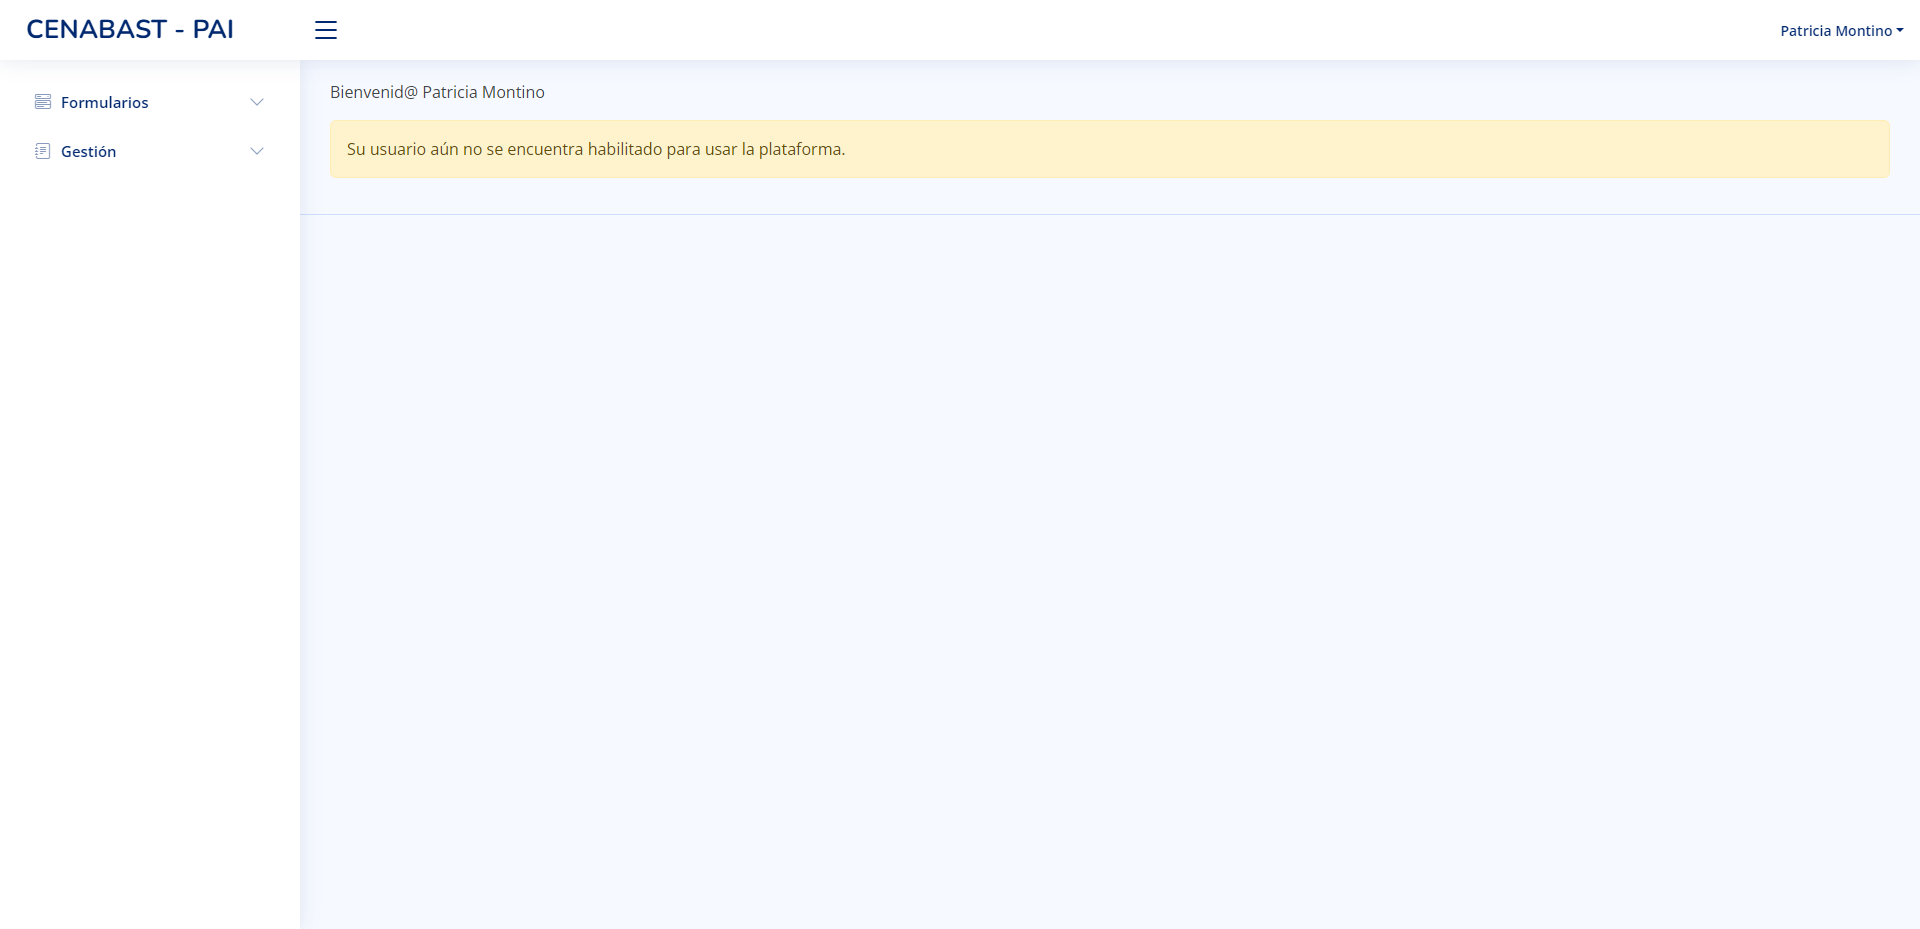 CENABAST - PAI
Patricia Montino
Formularios
Gestión
Bienvenid@ Patricia Montino
Su usuario aún no se encuentra habilitado para usar la plataforma.